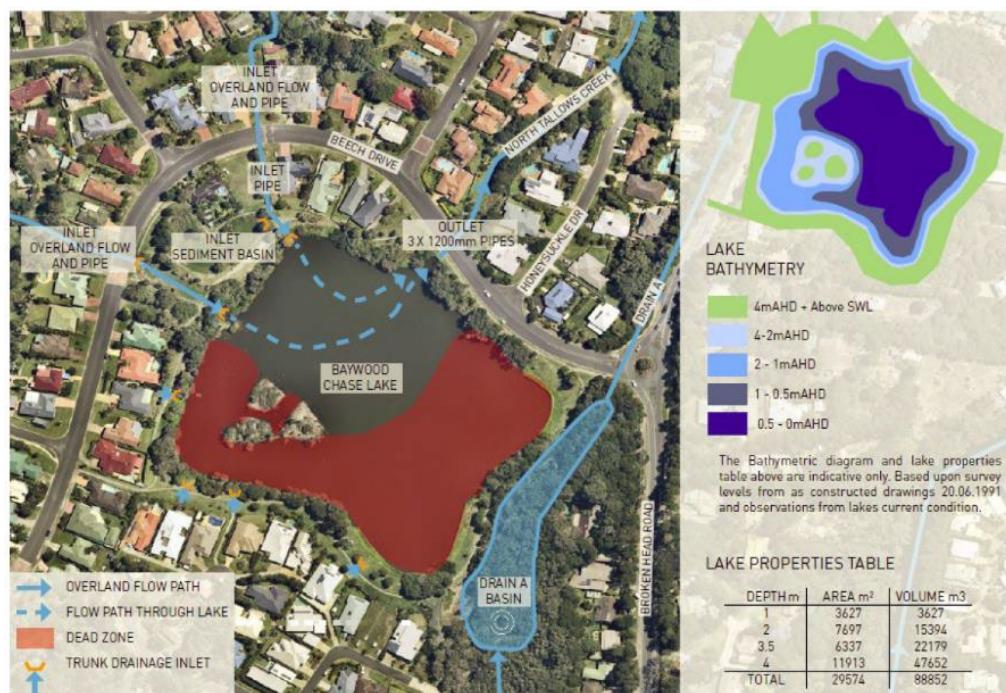 INLET
OVERLAND FLOW
AND PIPE
BEECH DRIVE
NORTH TALLOWS CREEK
INLET
PIPE
OUTLET
3 X 1200mm PIPES
INLET
SEDIMENT BASIN
INLET
OVERLAND FLOW
AND PIPE
HONEYSUCKLE DR
DRAIN A
BAYWOOD
CHASE LAKE
DRAIN A
BASIN
BROKEN HEAD ROAD
OVERLAND FLOW PATH
FLOW PATH THROUGH LAKE
DEAD ZONE
TRUNK DRAINAGE INLET
LAKE
BATHYMETRY
4mAHD + Above SWL
4-2mAHD
2 - 1mAHD
1 - 0.5mAHD
0.5 - 0mAHD
The Bathymetric diagram and lake properties
table above are indicative only. Based upon survey
levels from as constructed drawings 20.06.1991
and observations from lakes current condition.
LAKE PROPERTIES TABLE
DEPTH m AREA m² VOLUME m3
1 3627 3627
2 7697 15394
3.5 6337 22179
4 11913 47652
TOTAL 29574 88852